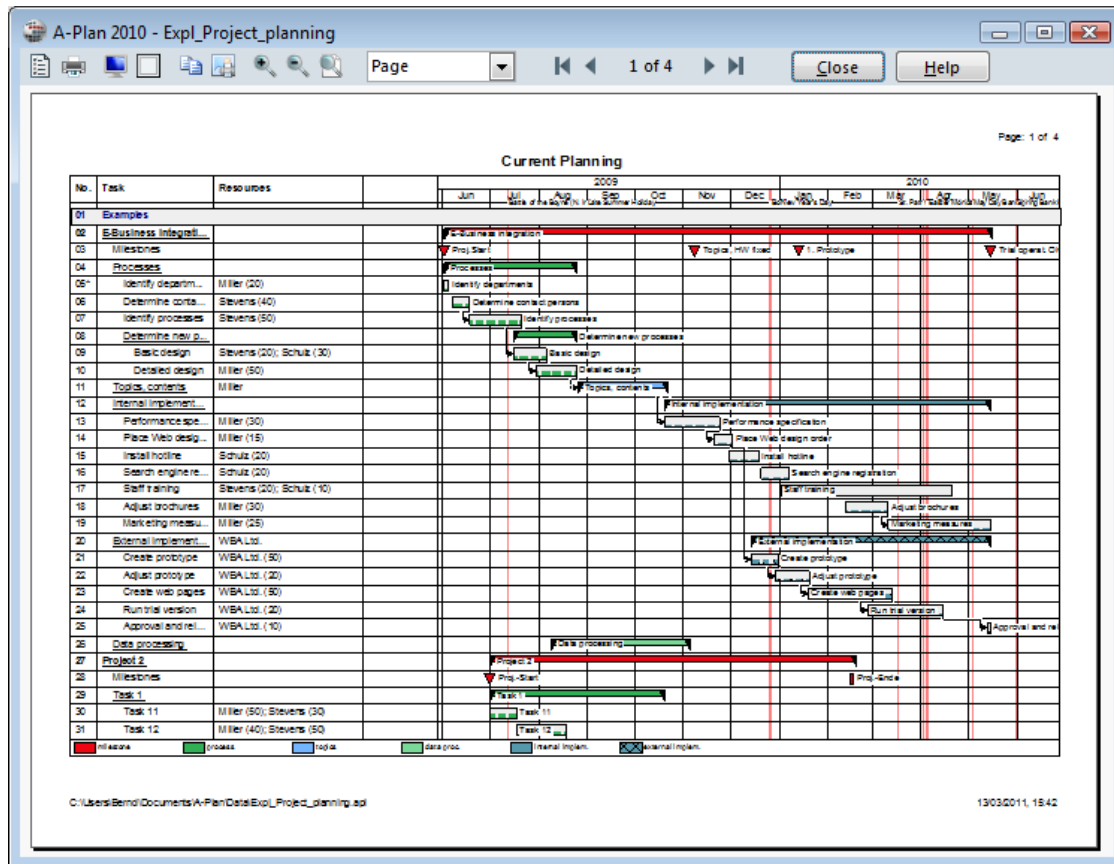 A-Plan 2010 - Expl_Project_planning
Page 1 of 4 Close Help
Page: 1 of 4
Current Planning
No. Task Resources 2009 2010
Jun Jul Aug Sep Oct Nov Dec Jan Feb Mar Apr May Jun
01 Examples
02 E-Business Integrati... E-Business Integration
03 Milestones Proj.Start Topics, HW fixed 1. Prototype Trial operat. Ok
04 Processes Processes
05* Identify departm... Miller (20) Identify departments
06 Determine conta... Stevens (40) Determine contact persons
07 Identify processes Stevens (50) Identify processes
08 Determine new p... Determine new processes
09 Basic design Stevens (20); Schulz (30) Basic design
10 Detailed design Miller (50) Detailed design
11 Topics, contents Miller Topics, contents
12 Internal Implement... Internal Implementation
13 Performance spe... Miller (30) Performance specification
14 Place Web desig... Miller (15) Place Web design order
15 Install hotline Schulz (20) Install hotline
16 Search engine re... Schulz (20) Search engine registration
17 Staff training Stevens (20); Schulz (10) Staff training
18 Adjust brochures Miller (30) Adjust brochures
19 Marketing measu... Miller (25) Marketing measures
20 External Implement... WBA Ltd. External Implementation
21 Create prototype WBA Ltd. (50) Create prototype
22 Adjust prototype WBA Ltd. (20) Adjust prototype
23 Create web pages WBA Ltd. (50) Create web pages
24 Run trial version WBA Ltd. (20) Run trial version
25 Approval and rel... WBA Ltd. (10) Approval and rel
26 Data processing Data processing
27 Project 2 Project 2
28 Milestones Proj.-Start Proj.-Ende
29 Task 1 Task 1
30 Task 11 Miller (50); Stevens (30) Task 11
31 Task 12 Miller (40); Stevens (50) Task 12
milestone process topics data proc. internal implem. external implem.
C:\Users\Bernd\Documents\A-Plan\Data\Expl_Project_planning.apl 13/03/2011, 15:42